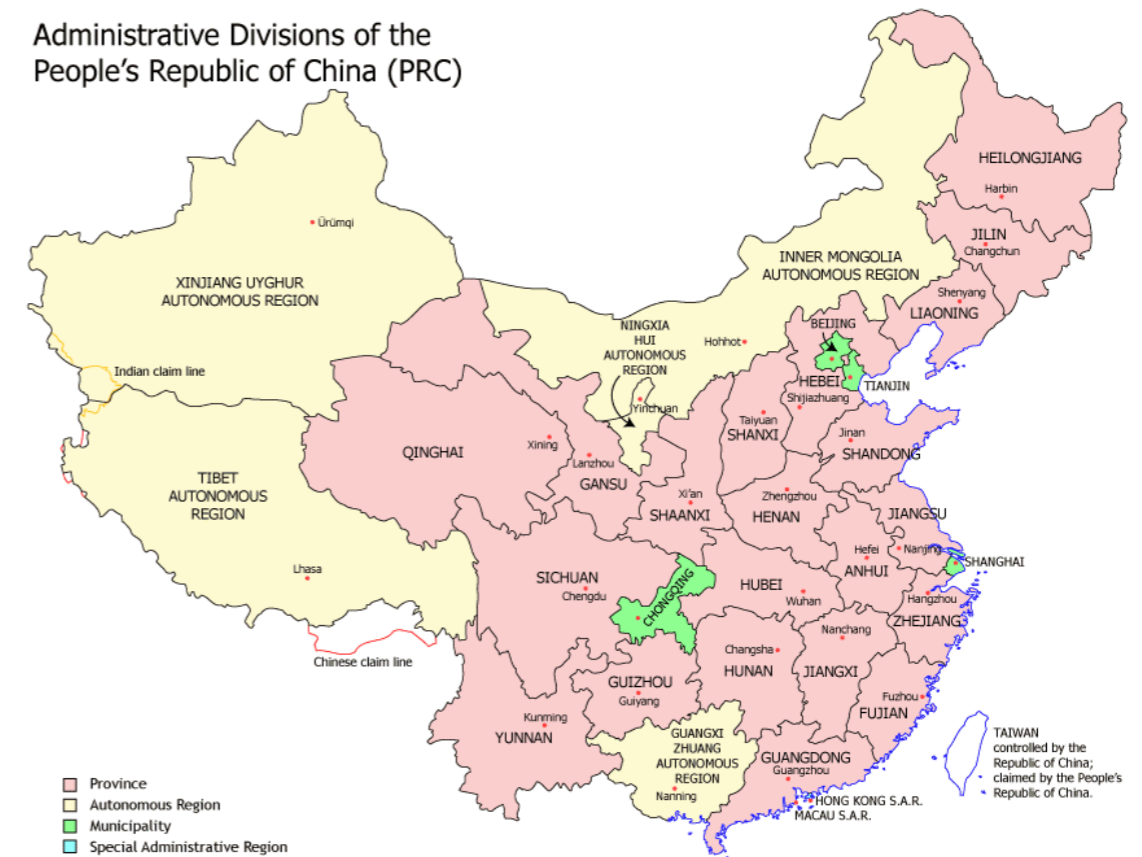 Administrative Divisions of the
People's Republic of China (PRC)
HEILONGJIANG
Harbin
JILIN
Changchun
Ürümqi
INNER MONGOLIA
AUTONOMOUS REGION
XINJIANG UYGHUR
AUTONOMOUS REGION
Shenyang
LIAONING
NINGXIA
HUI
AUTONOMOUS
REGION
BEIJING
Hohhot
Indian claim line
HEBEI
TIANJIN
Shijiazhuang
Yinchuan
Taiyuan
SHANXI
Jinan
SHANDONG
QINGHAI
Xining
Lanzhou
GANSU
TIBET
AUTONOMOUS
REGION
Xi'an
SHAANXI
Zhengzhou
HENAN
JIANGSU
Hefei
ANHUI
Nanjing
SHANGHAI
Lhasa
SICHUAN
Chengdu
CHONGQING
HUBEI
Wuhan
Hangzhou
ZHEJIANG
Nanchang
Chinese claim line
Changsha
HUNAN
JIANGXI
GUIZHOU
Guiyang
Fuzhou
FUJIAN
Kunming
YUNNAN
GUANGXI
ZHUANG
AUTONOMOUS
REGION
Nanning
GUANGDONG
Guangzhou
TAIWAN
controlled by the
Republic of China;
claimed by the People's
Republic of China.
HONG KONG S.A.R.
MACAU S.A.R.
Province
Autonomous Region
Municipality
Special Administrative Region